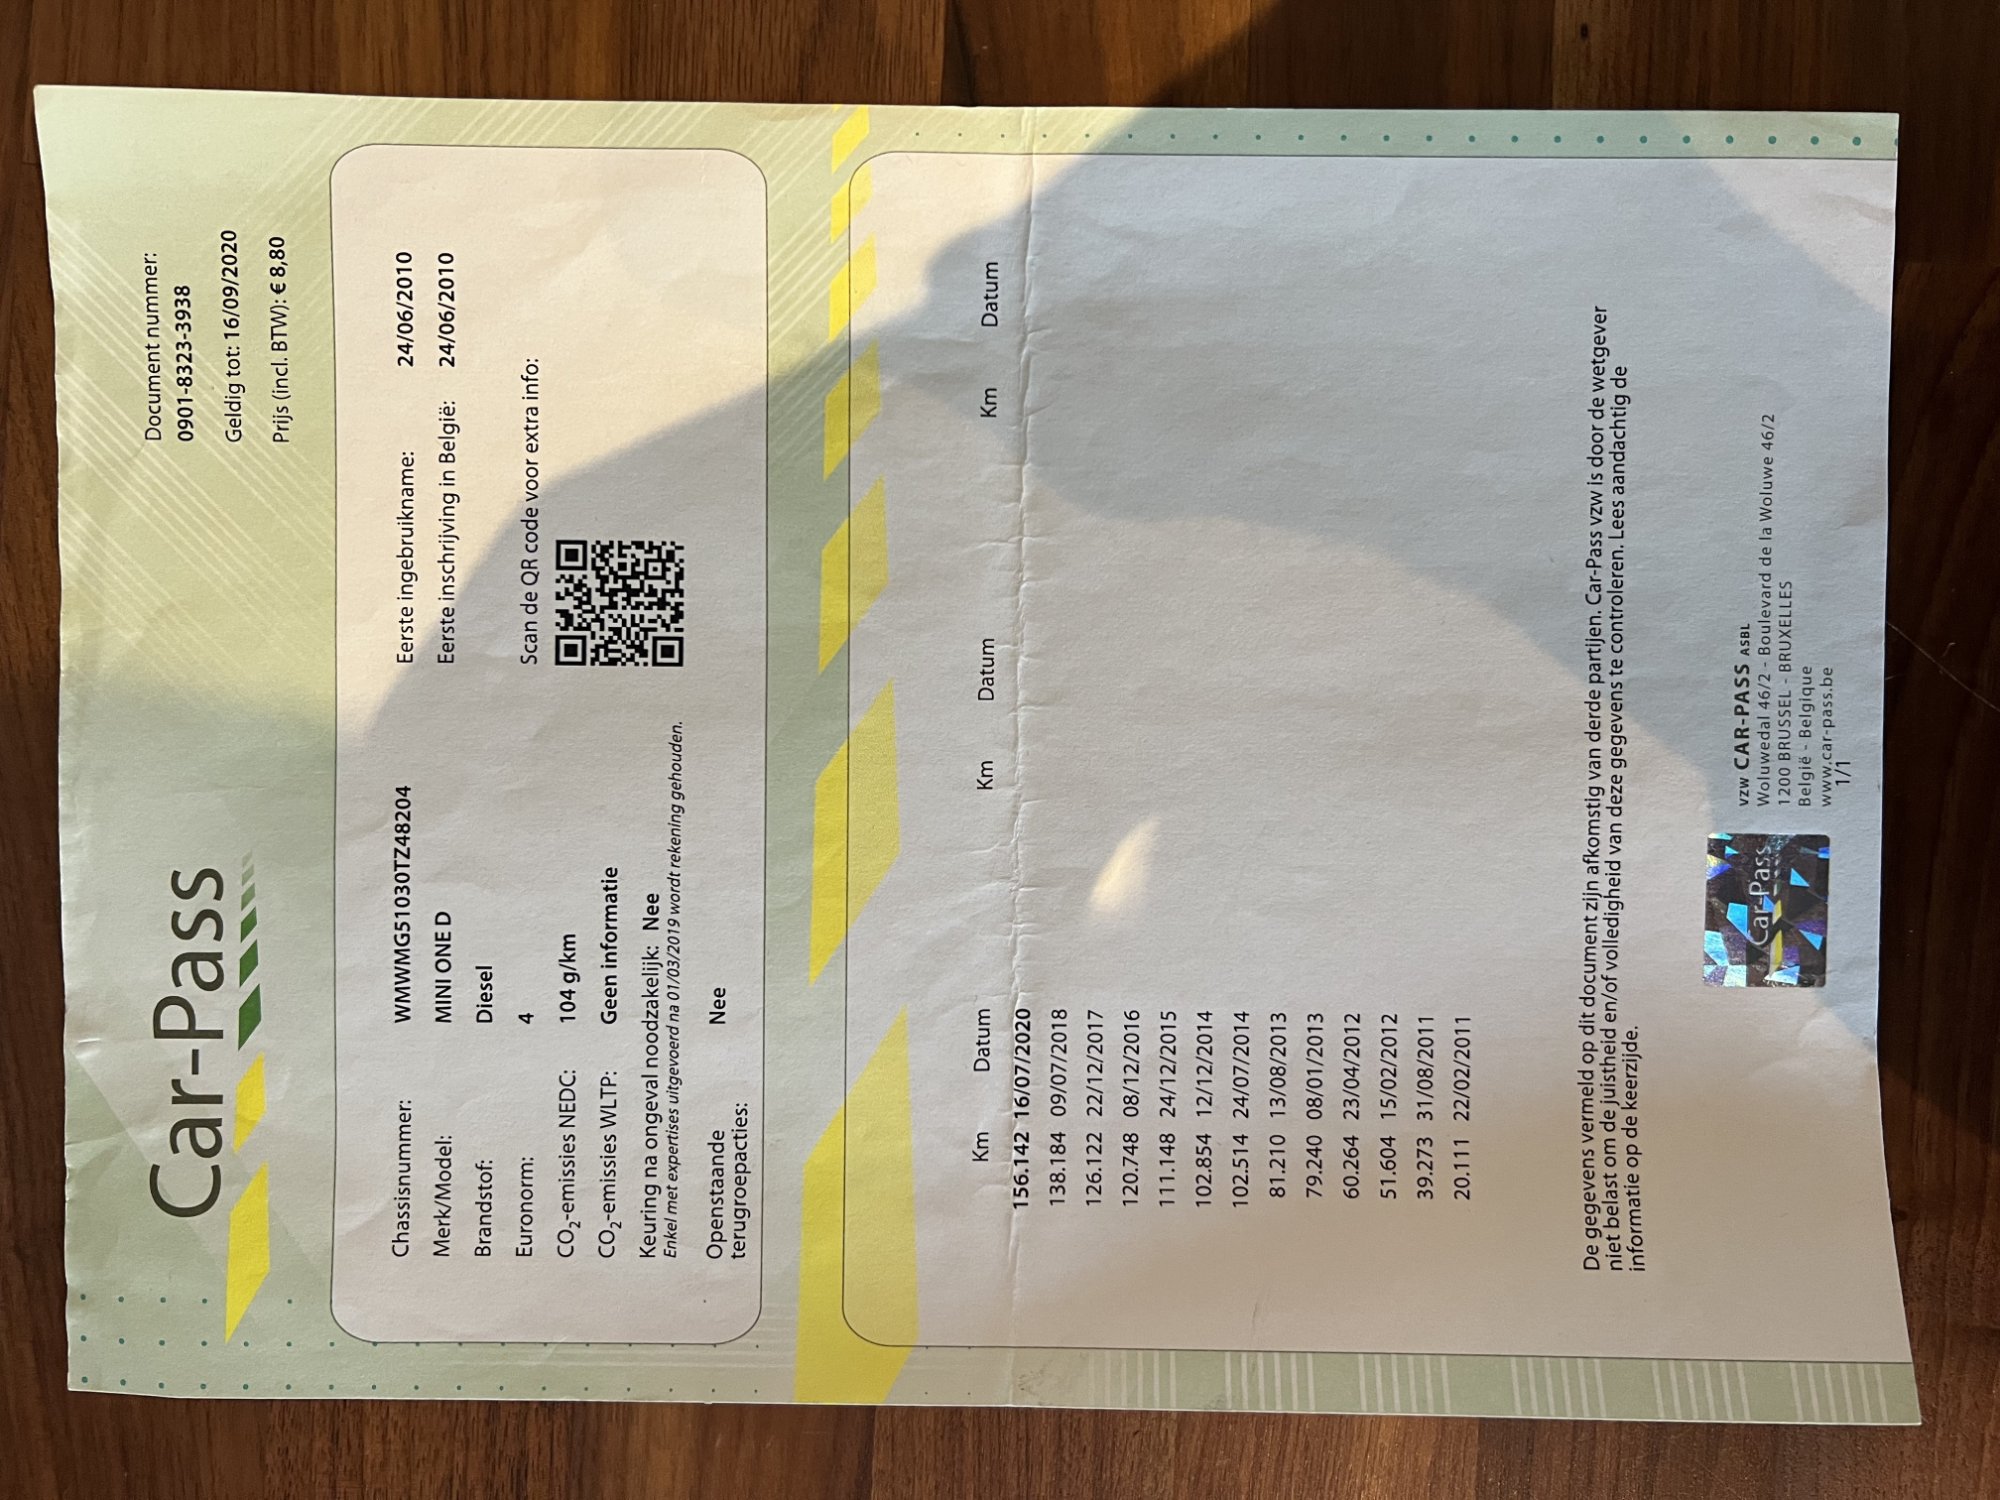 Car-Pass
Document nummer:
0901-8323-3938
Geldig tot: 16/09/2020
Prijs (incl. BTW): € 8,80
Chassisnummer: WMWMG51030TZ48204
Merk/Model: MINI ONE D
Brandstof: Diesel
Euronorm: 4
CO₂-emissies NEDC: 104 g/km
CO₂-emissies WLTP: Geen informatie
Keuring na ongeval noodzakelijk: Nee
Enkel met expertises uitgevoerd na 01/03/2019 wordt rekening gehouden.
Openstaande
terugroepacties: Nee
Eerste ingebruikname: 24/06/2010
Eerste inschrijving in België: 24/06/2010
Scan de QR code voor extra info:
Km Datum Km Datum Km Datum
156.142 16/07/2020
138.184 09/07/2018
126.122 22/12/2017
120.748 08/12/2016
111.148 24/12/2015
102.854 12/12/2014
102.514 24/07/2014
81.210 13/08/2013
79.240 08/01/2013
60.264 23/04/2012
51.604 15/02/2012
39.273 31/08/2011
20.111 22/02/2011
De gegevens vermeld op dit document zijn afkomstig van derde partijen. Car-Pass vzw is door de wetgever
niet belast om de juistheid en/of volledigheid van deze gegevens te controleren. Lees aandachtig de
informatie op de keerzijde.
Car-Pass
vzw CAR-PASS ASBL
Woluwedal 46/2 - Boulevard de la Woluwe 46/2
1200 BRUSSEL - BRUXELLES
België - Belgique
www.car-pass.be
1/1